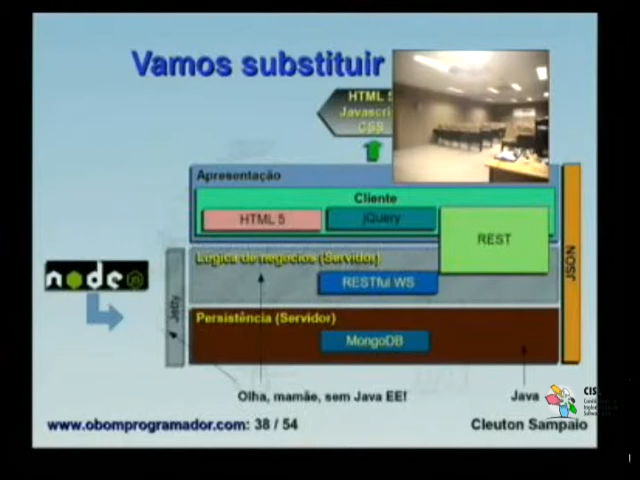 Vamos substituir
HTML 5
Javascri
CSS
Apresentação
Cliente
HTML 5
jQuery
REST
Lógica de negócios (Servidor)
RESTful WS
JSON
node
Jetty
Persistência (Servidor)
MongoDB
Olha, mamãe, sem Java EE!
Java
CIS
www.obomprogramador.com: 38 / 54
Cleuton Sampaio